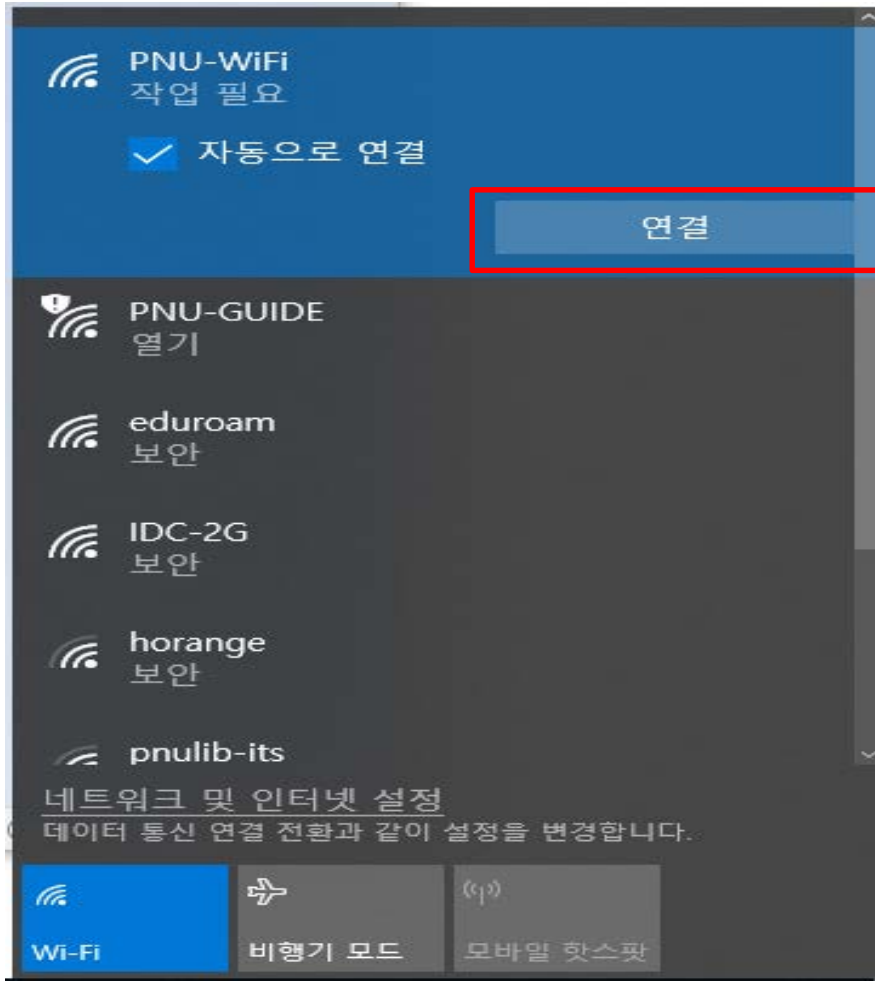 PNU-WiFi
작업 필요
자동으로 연결
연결
PNU-GUIDE
열기
eduroam
보안
IDC-2G
보안
horange
보안
pnulib-its
네트워크 및 인터넷 설정
데이터 통신 연결 전환과 같이 설정을 변경합니다.
Wi-Fi
비행기 모드
모바일 핫스팟